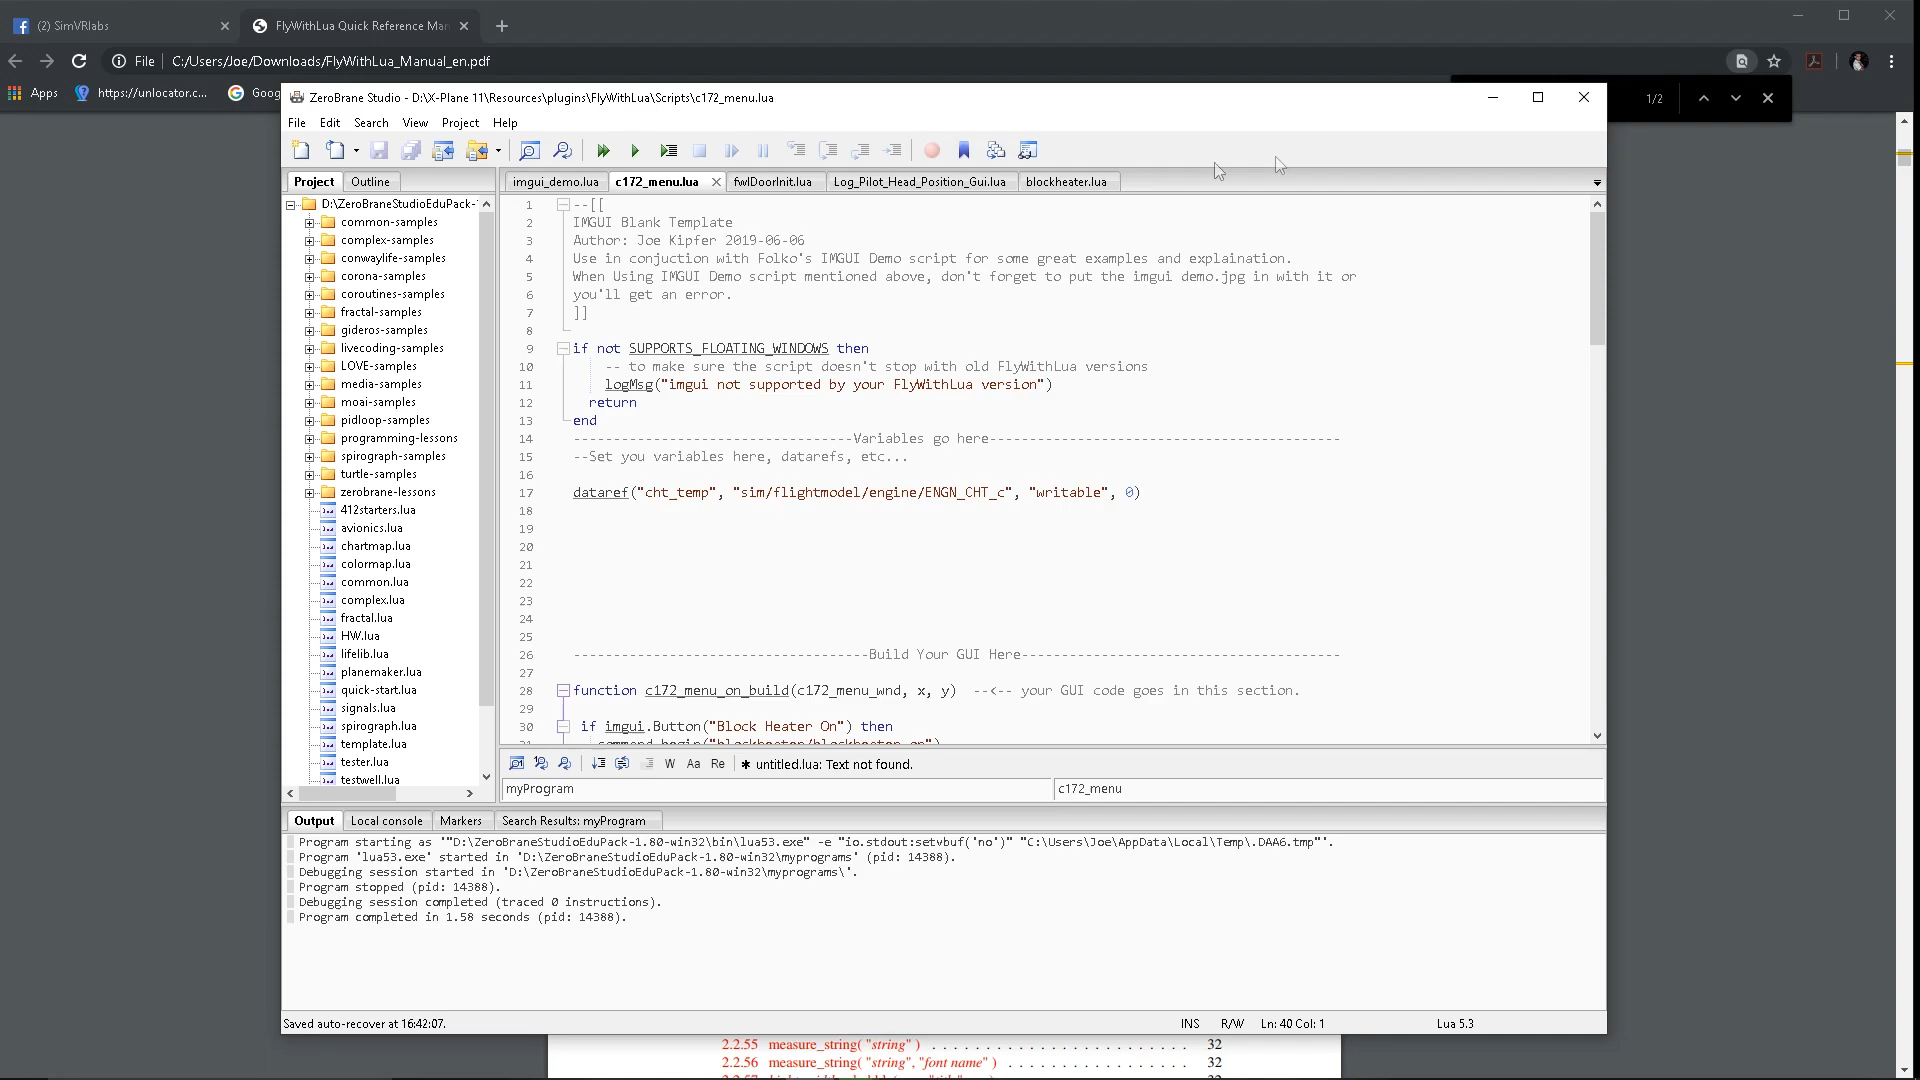 (2) SimVRlabs
FlyWithLua Quick Reference Man
File
C:/Users/Joe/Downloads/FlyWithLua_Manual_en.pdf
Apps
https://unlocator.c...
Goog
1/2
ZeroBrane Studio - D:\X-Plane 11\Resources\plugins\FlyWithLua\Scripts\c172_menu.lua
File Edit Search View Project Help
Project Outline
imgui_demo.lua c172_menu.lua fwlDoorInit.lua Log_Pilot_Head_Position_Gui.lua blockheater.lua
D:\ZeroBraneStudioEduPack-
common-samples
complex-samples
conwaylife-samples
corona-samples
coroutines-samples
fractal-samples
gideros-samples
livecoding-samples
LOVE-samples
media-samples
moai-samples
pidloop-samples
programming-lessons
spirograph-samples
turtle-samples
zerobrane-lessons
412starters.lua
avionics.lua
chartmap.lua
colormap.lua
common.lua
complex.lua
fractal.lua
HW.lua
lifelib.lua
planemaker.lua
quick-start.lua
signals.lua
spirograph.lua
template.lua
tester.lua
testwell.lua
1 --[[
2 IMGUI Blank Template
3 Author: Joe Kipfer 2019-06-06
4 Use in conjuction with Folko's IMGUI Demo script for some great examples and explaination.
5 When Using IMGUI Demo script mentioned above, don't forget to put the imgui demo.jpg in with it or
6 you'll get an error.
7 ]]
8
9 if not SUPPORTS_FLOATING_WINDOWS then
10 -- to make sure the script doesn't stop with old FlyWithLua versions
11 logMsg("imgui not supported by your FlyWithLua version")
12 return
13 end
14 -----------------------------------Variables go here--------------------------------------------
15 --Set you variables here, datarefs, etc...
16
17 dataref("cht_temp", "sim/flightmodel/engine/ENGN_CHT_c", "writable", 0)
18
19
20
21
22
23
24
25
26 -------------------------------------Build Your GUI Here----------------------------------------
27
28 function c172_menu_on_build(c172_menu_wnd, x, y) --<-- your GUI code goes in this section.
29
30 if imgui.Button("Block Heater On") then
31 command_begin("blockheater/blockheater_on")
W Aa Re ✱ untitled.lua: Text not found.
myProgram
c172_menu
Output Local console Markers Search Results: myProgram
Program starting as '"D:\ZeroBraneStudioEduPack-1.80-win32\bin\lua53.exe" -e "io.stdout:setvbuf('no')" "C:\Users\Joe\AppData\Local\Temp\.DAA6.tmp"'.
Program 'lua53.exe' started in 'D:\ZeroBraneStudioEduPack-1.80-win32\myprograms' (pid: 14388).
Debugging session started in 'D:\ZeroBraneStudioEduPack-1.80-win32\myprograms\'.
Program stopped (pid: 14388).
Debugging session completed (traced 0 instructions).
Program completed in 1.58 seconds (pid: 14388).
Saved auto-recover at 16:42:07.
INS R/W Ln: 40 Col: 1 Lua 5.3
2.2.55 measure_string( "string" ) . . . . . . . . . . . . . . . . . . . . . . . 32
2.2.56 measure_string( "string", "font name" ) . . . . . . . . . . . . . . . . 32